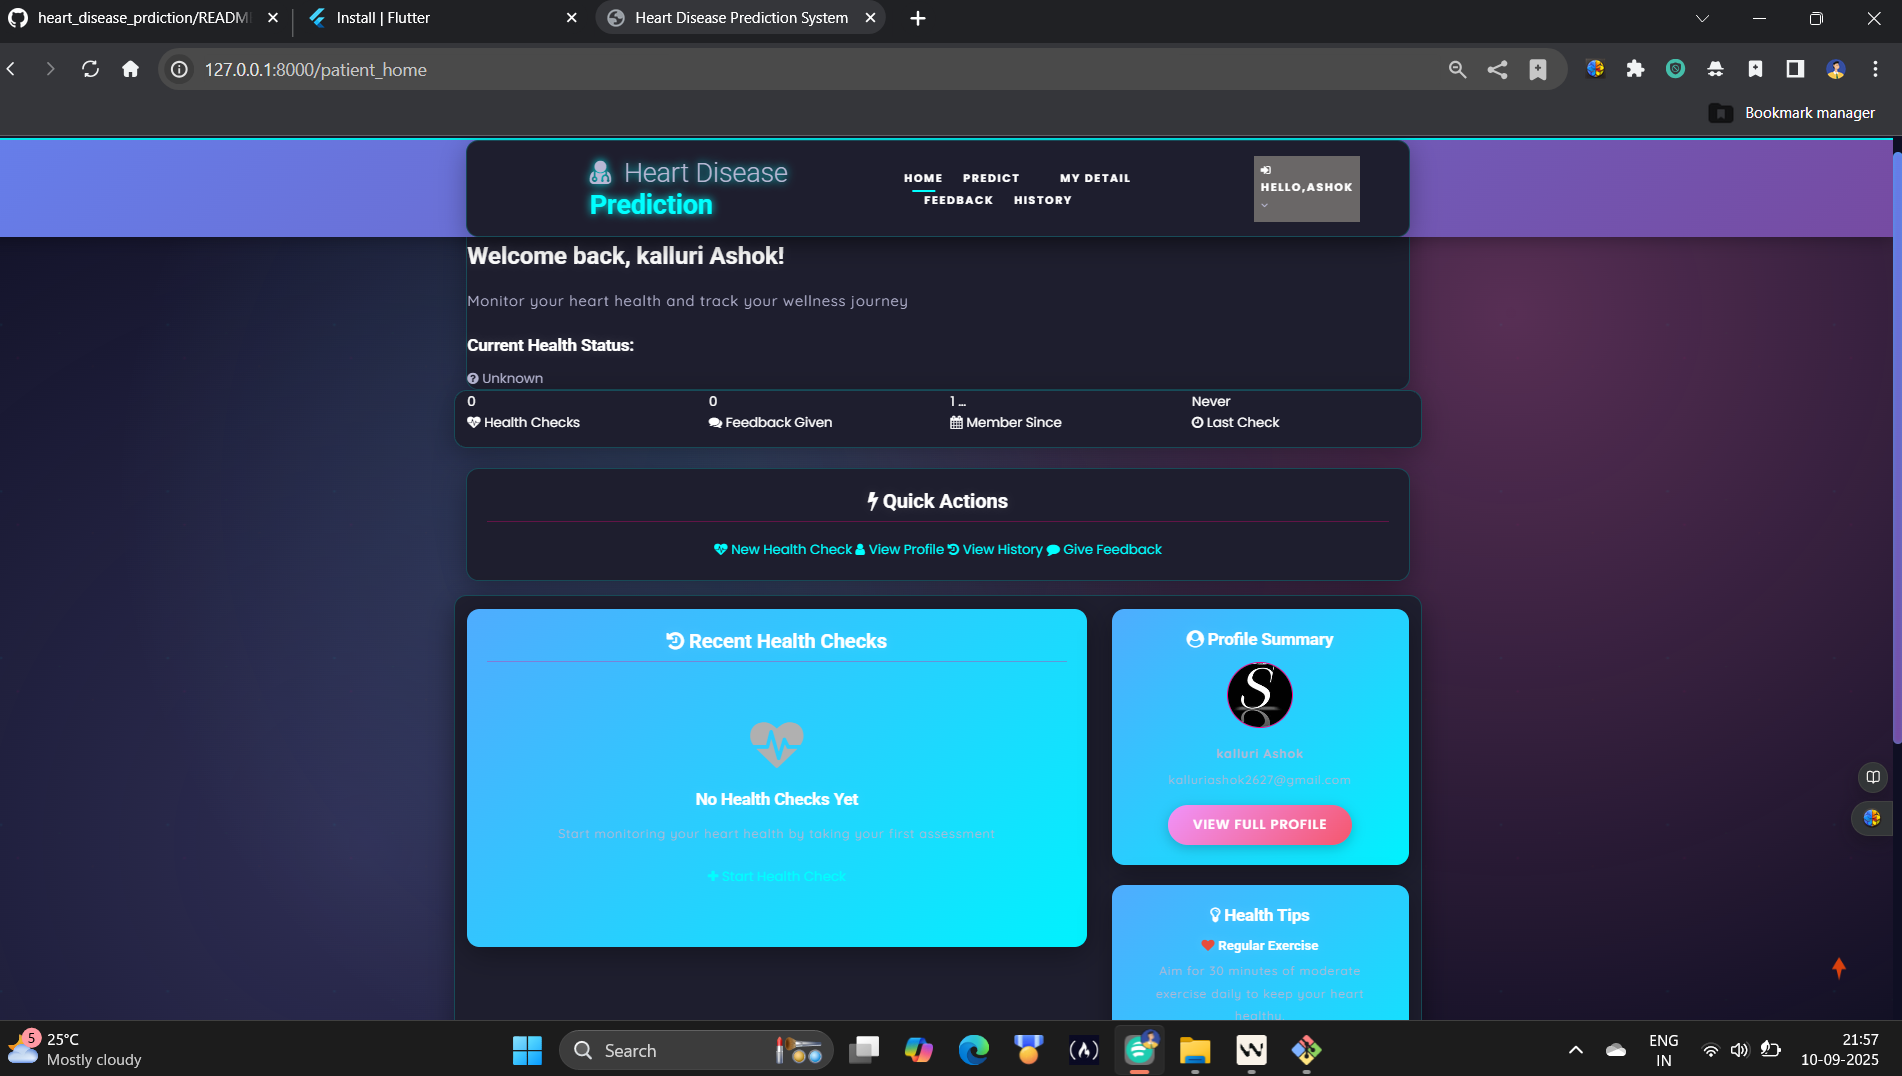 heart_disease_prdiction/READM
Install | Flutter
Heart Disease Prediction System
127.0.0.1:8000/patient_home
Bookmark manager
Heart Disease
Prediction
HOME PREDICT MY DETAIL
FEEDBACK HISTORY
HELLO,ASHOK
Welcome back, kalluri Ashok!
Monitor your heart health and track your wellness journey
Current Health Status:
Unknown
0
Health Checks
0
Feedback Given
1 ...
Member Since
Never
Last Check
Quick Actions
New Health Check View Profile View History Give Feedback
Recent Health Checks
No Health Checks Yet
Start monitoring your heart health by taking your first assessment
Start Health Check
Profile Summary
S
kalluri Ashok
kalluriashok2627@gmail.com
VIEW FULL PROFILE
Health Tips
Regular Exercise
Aim for 30 minutes of moderate
exercise daily to keep your heart
healthy.
5
25°C
Mostly cloudy
Search
ENG
IN
21:57
10-09-2025